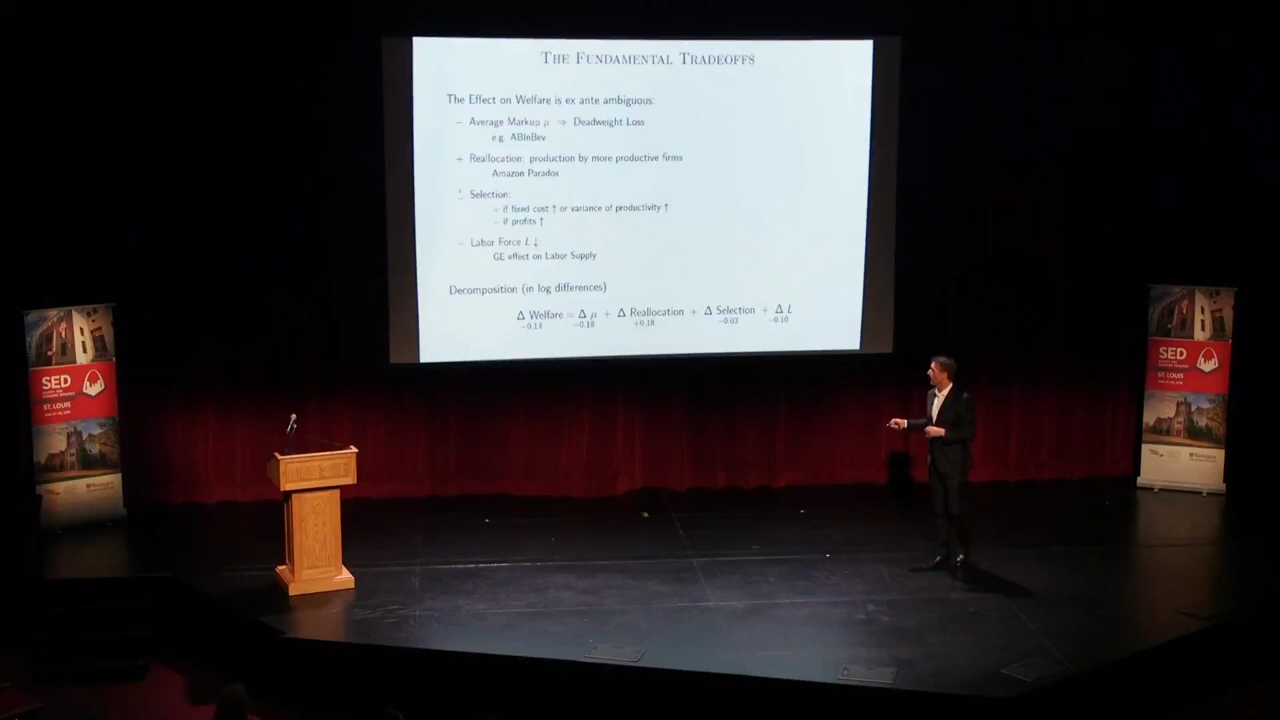 THE FUNDAMENTAL TRADEOFFS
The Effect on Welfare is ex ante ambiguous:
− Average Markup μ ⇒ Deadweight Loss
e.g. ABInBev
+ Reallocation: production by more productive firms
Amazon Paradox
± Selection:
+ if fixed cost ↑ or variance of productivity ↑
− if profits ↑
− Labor Force L ↓:
GE effect on Labor Supply
Decomposition (in log differences)
Δ Welfare = Δ μ + Δ Reallocation + Δ Selection + Δ L
−0.13 −0.18 +0.18 −0.03 −0.10
SED
ST. LOUIS
SED
ST. LOUIS